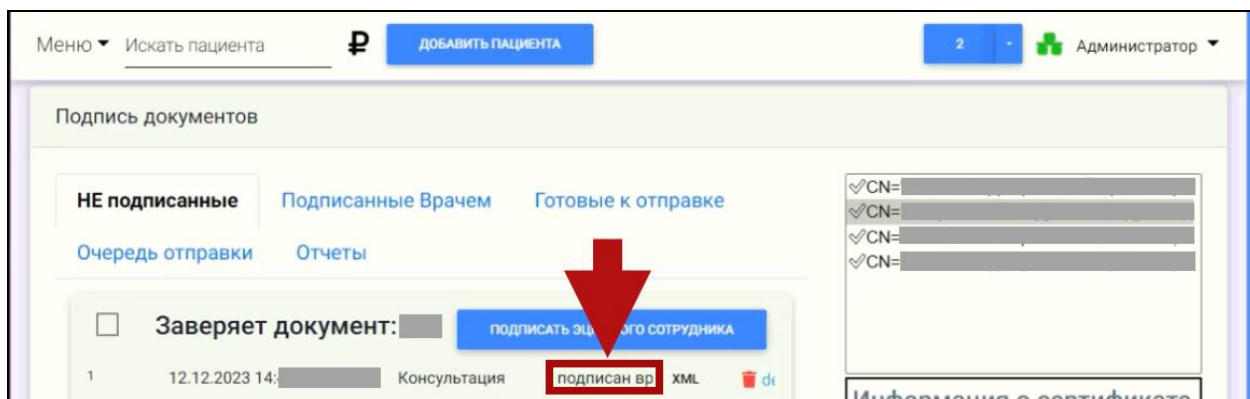 Меню Искать пациента ₽ ДОБАВИТЬ ПАЦИЕНТА 2 Администратор
Подпись документов
НЕ подписанные Подписанные Врачем Готовые к отправке
Очередь отправки Отчеты
CN=
CN=
CN=
CN=
Заверяет документ: ПОДПИСАТЬ ЭЦ ГО СОТРУДНИКА
1 12.12.2023 14: Консультация подписан вр XML de
Информация о сертификате